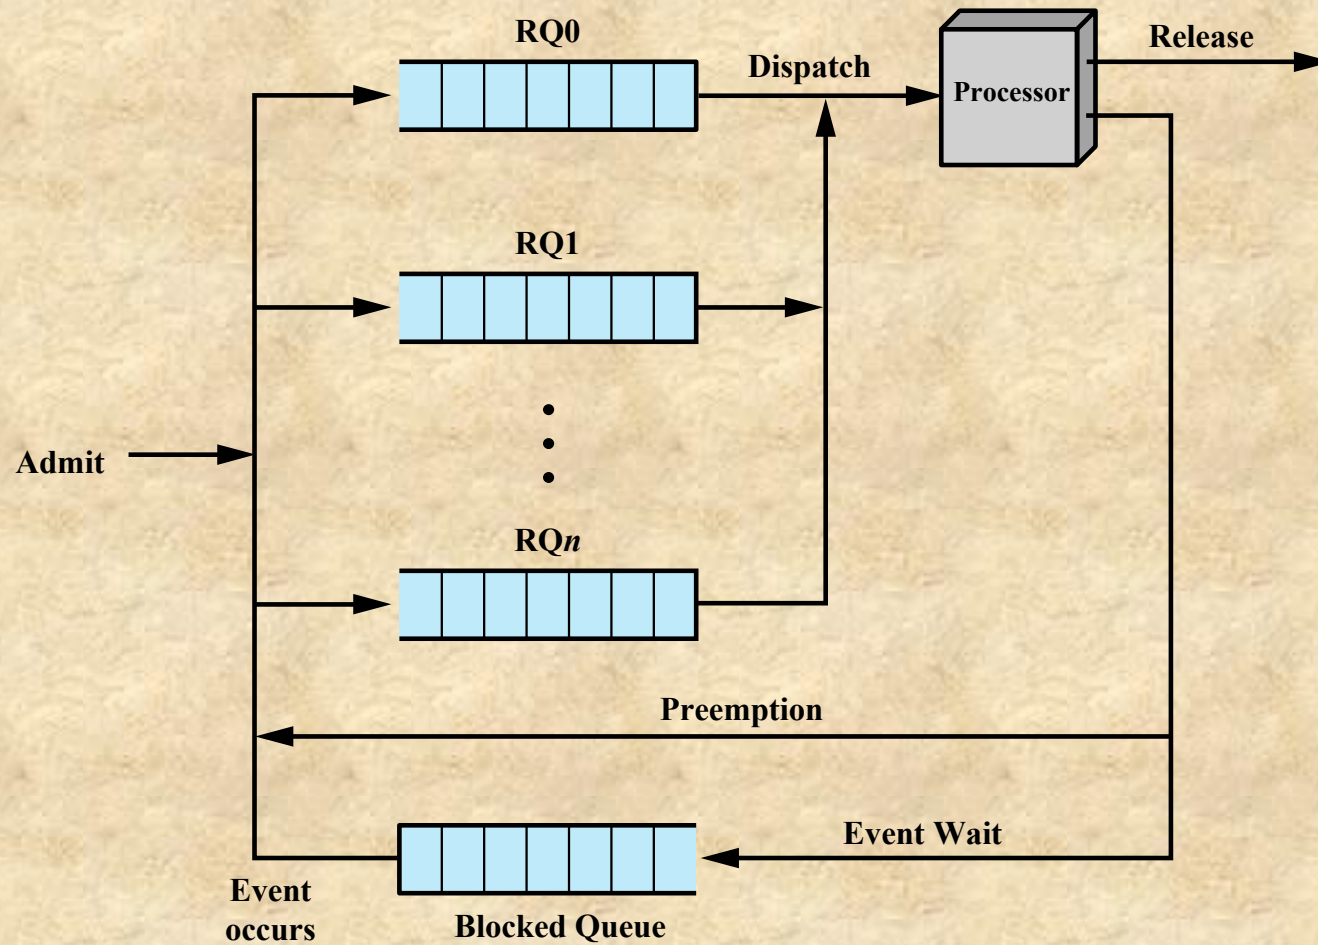 RQ0
Release
Dispatch
Processor
RQ1
Admit
RQn
Preemption
Event Wait
Event
occurs
Blocked Queue